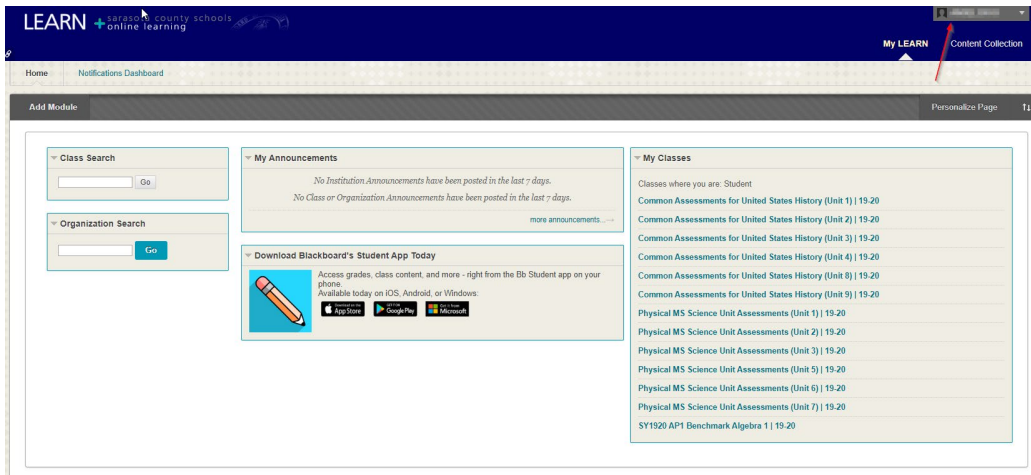 LEARN + sarasota county schools
online learning
My LEARN
Content Collection
Home
Notifications Dashboard
Add Module
Personalize Page
Class Search
Go
Organization Search
Go
My Announcements
No Institution Announcements have been posted in the last 7 days.
No Class or Organization Announcements have been posted in the last 7 days.
more announcements...
Download Blackboard's Student App Today
Access grades, class content, and more - right from the Bb Student app on your
phone.
Available today on iOS, Android, or Windows:
Download on the
App Store
GET IT ON
Google Play
Get it from
Microsoft
My Classes
Classes where you are: Student
Common Assessments for United States History (Unit 1) | 19-20
Common Assessments for United States History (Unit 2) | 19-20
Common Assessments for United States History (Unit 3) | 19-20
Common Assessments for United States History (Unit 4) | 19-20
Common Assessments for United States History (Unit 8) | 19-20
Common Assessments for United States History (Unit 9) | 19-20
Physical MS Science Unit Assessments (Unit 1) | 19-20
Physical MS Science Unit Assessments (Unit 2) | 19-20
Physical MS Science Unit Assessments (Unit 3) | 19-20
Physical MS Science Unit Assessments (Unit 5) | 19-20
Physical MS Science Unit Assessments (Unit 6) | 19-20
Physical MS Science Unit Assessments (Unit 7) | 19-20
SY1920 AP1 Benchmark Algebra 1 | 19-20